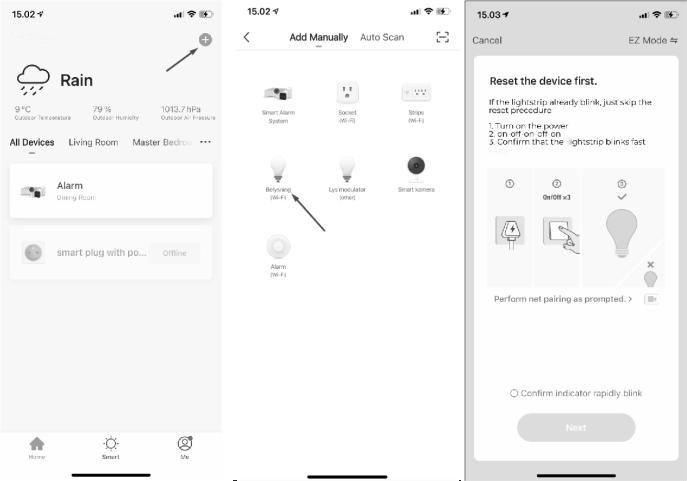 15.02
Rain
9 °C
79 %
1013.7 hPa
Outdoor Temperature
Outdoor Humidity
Outdoor Air Pressure
All Devices
Living Room
Master Bedroo
Alarm
Dining Room
smart plug with po...
Offline
Home
Smart
Me
15.02
Add Manually
Auto Scan
Smart Alarm
System
Socket
(Wi-Fi)
Strips
(Wi-Fi)
Belysning
(Wi-Fi)
Lys modulator
(other)
Smart kamera
Alarm
(Wi-Fi)
15.03
Cancel
EZ Mode
Reset the device first.
If the lightstrip already blink, just skip the
reset procedure
1. Turn on the power
2. on-off-on-off-on
3. Confirm that the lightstrip blinks fast
1
2
3
On/Off x3
Perform net pairing as prompted. >
Confirm indicator rapidly blink
Next